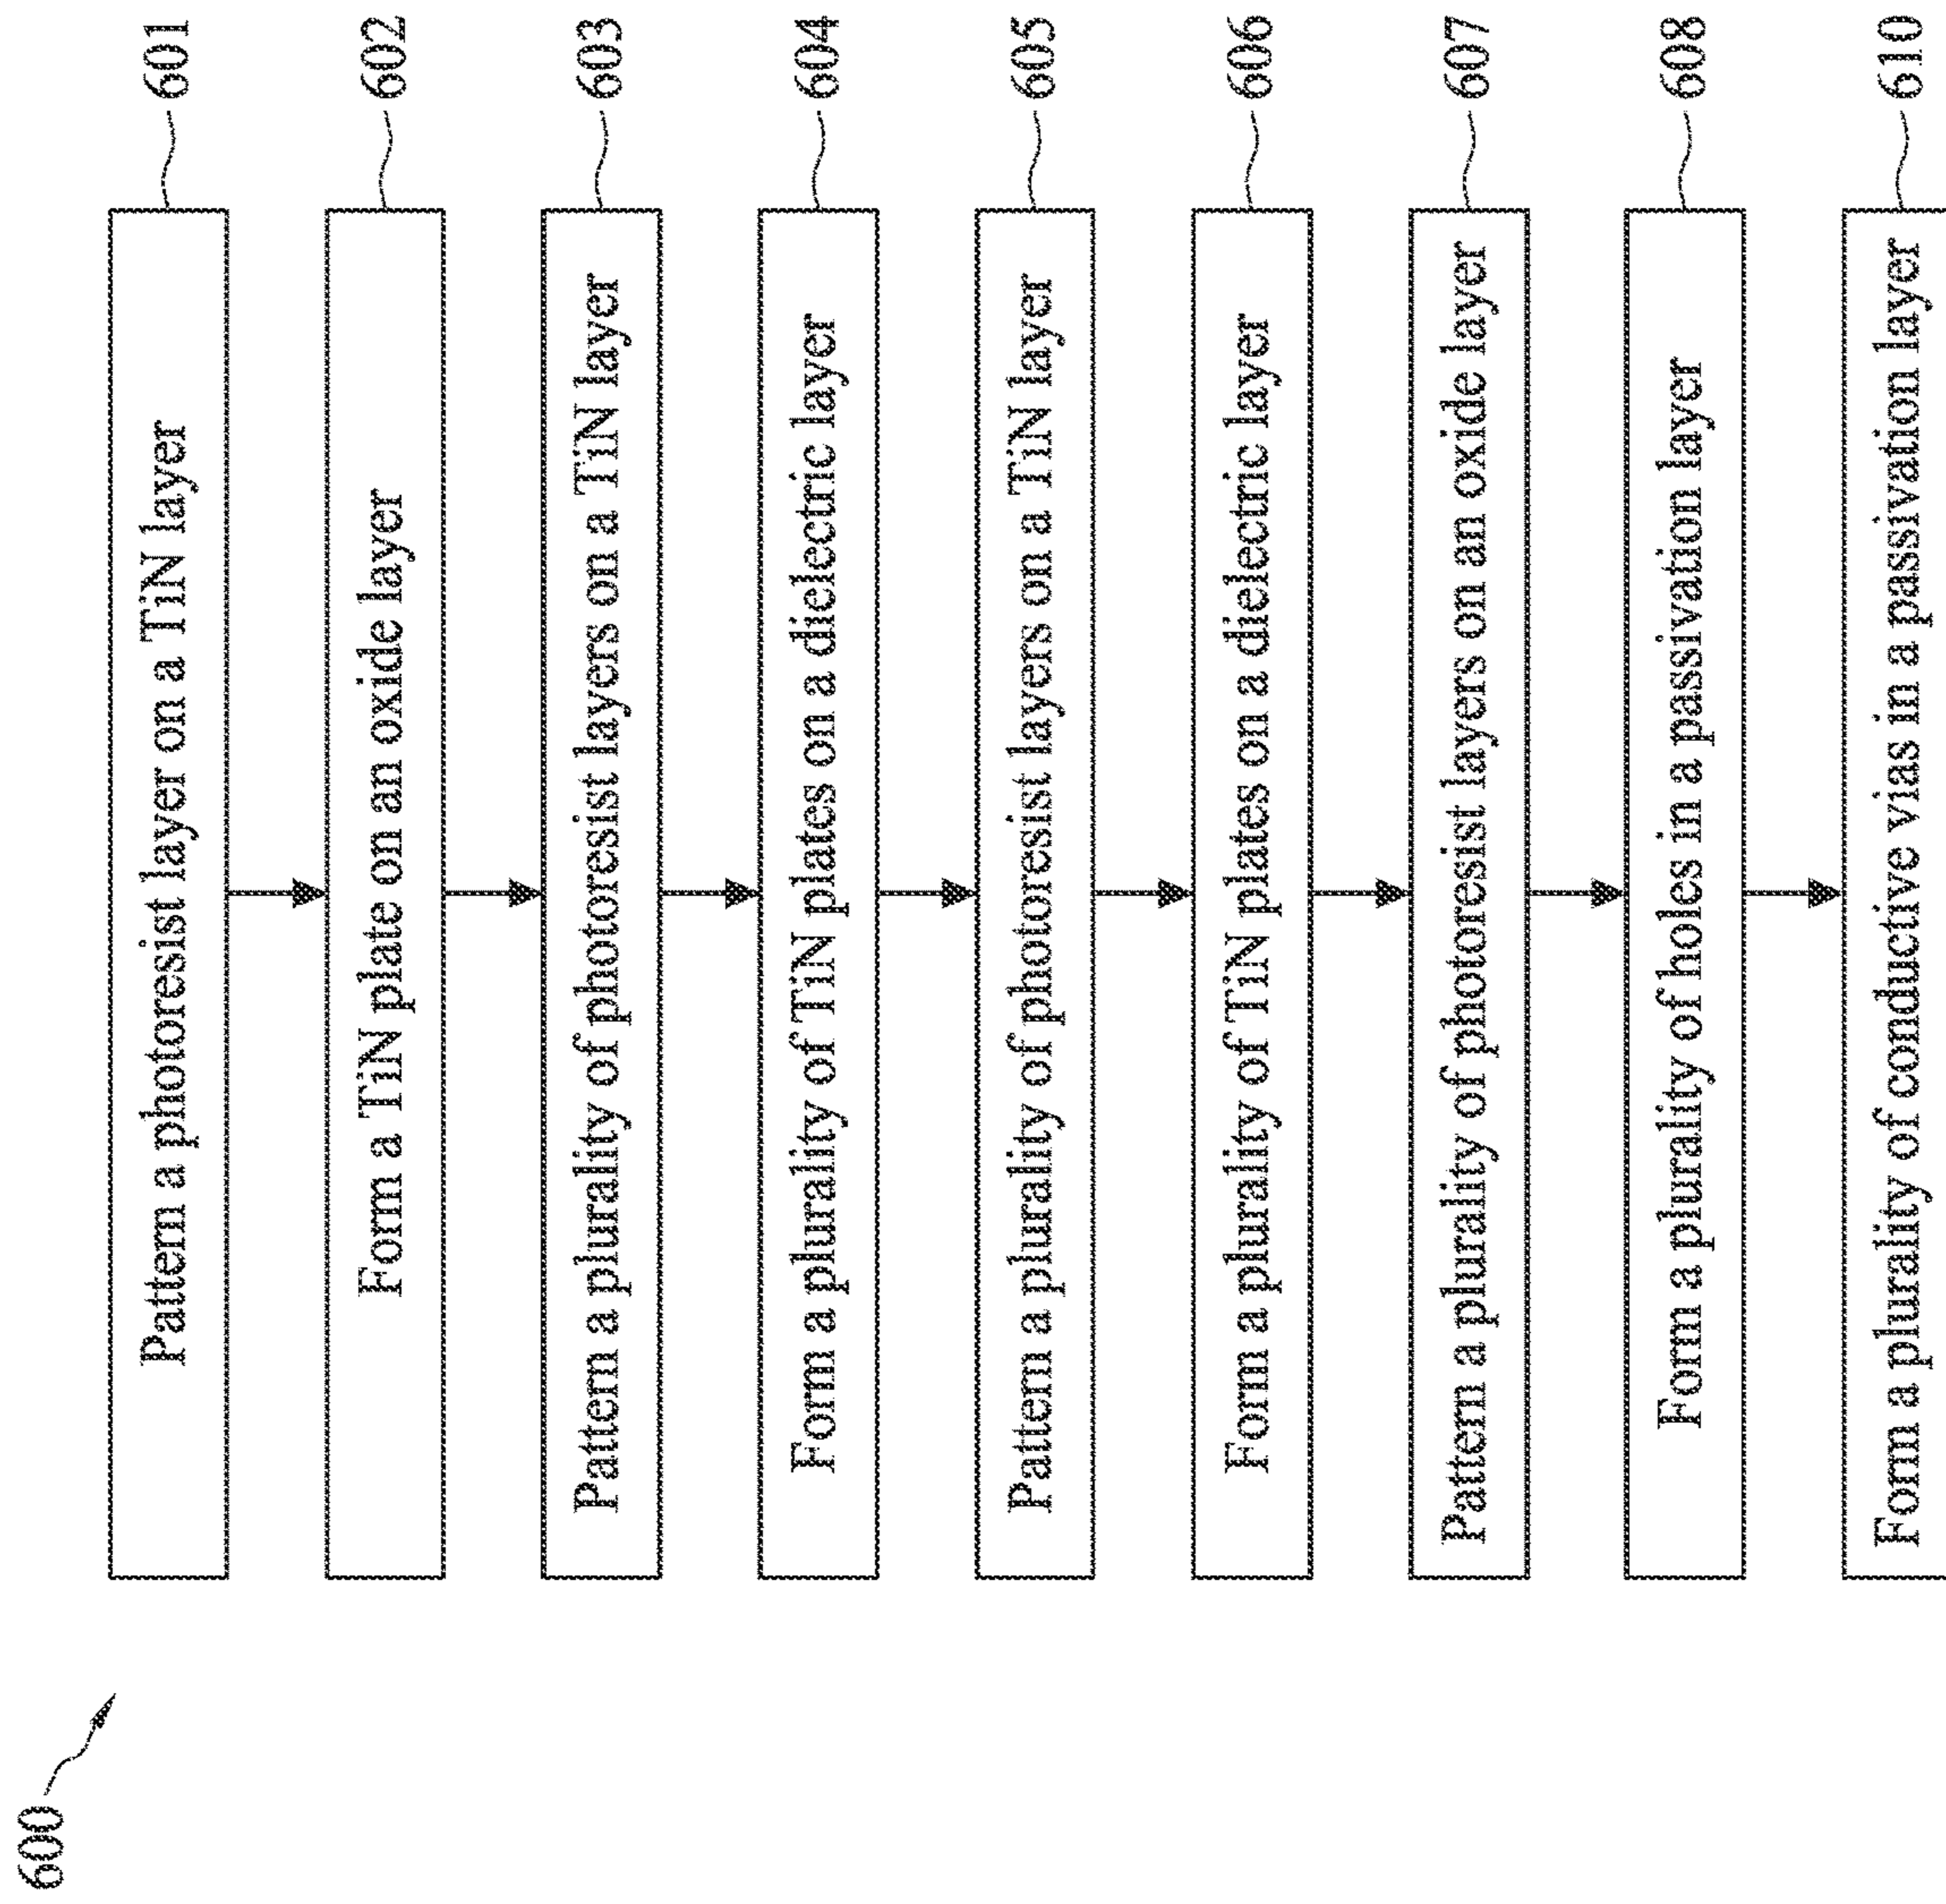 600
Pattern a photoresist layer on a TiN layer 601
Form a TiN plate on an oxide layer 602
Pattern a plurality of photoresist layers on a TiN layer 603
Form a plurality of TiN plates on a dielectric layer 604
Pattern a plurality of photoresist layers on a TiN layer 605
Form a plurality of TiN plates on a dielectric layer 606
Pattern a plurality of photoresist layers on an oxide layer 607
Form a plurality of holes in a passivation layer 608
Form a plurality of conductive vias in a passivation layer 610